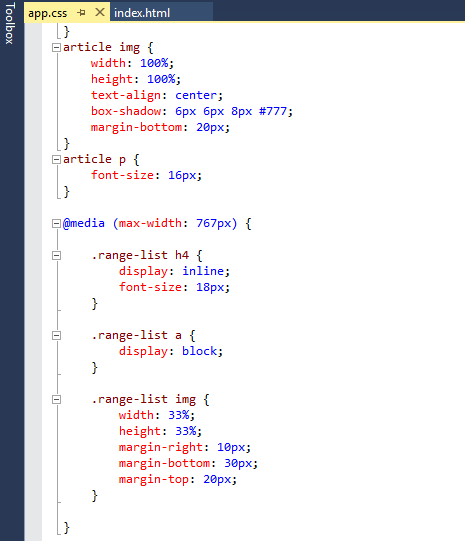 Toolbox
app.css index.html
}
article img {
width: 100%;
height: 100%;
text-align: center;
box-shadow: 6px 6px 8px #777;
margin-bottom: 20px;
}
article p {
font-size: 16px;
}
@media (max-width: 767px) {
.range-list h4 {
display: inline;
font-size: 18px;
}
.range-list a {
display: block;
}
.range-list img {
width: 33%;
height: 33%;
margin-right: 10px;
margin-bottom: 30px;
margin-top: 20px;
}
}